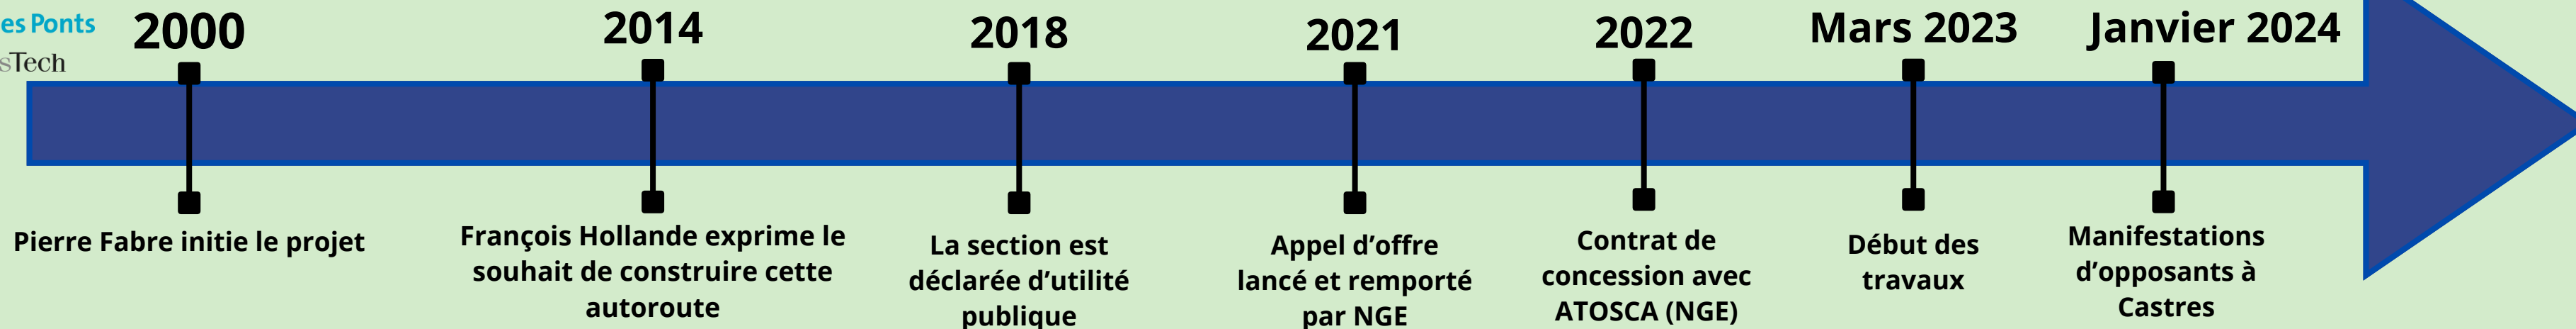 es Ponts
sTech
2000
2014
2018
2021
2022
Mars 2023
Janvier 2024
Pierre Fabre initie le projet
François Hollande exprime le
souhait de construire cette
autoroute
La section est
déclarée d'utilité
publique
Appel d'offre
lancé et remporté
par NGE
Contrat de
concession avec
ATOSCA (NGE)
Début des
travaux
Manifestations
d'opposants à
Castres